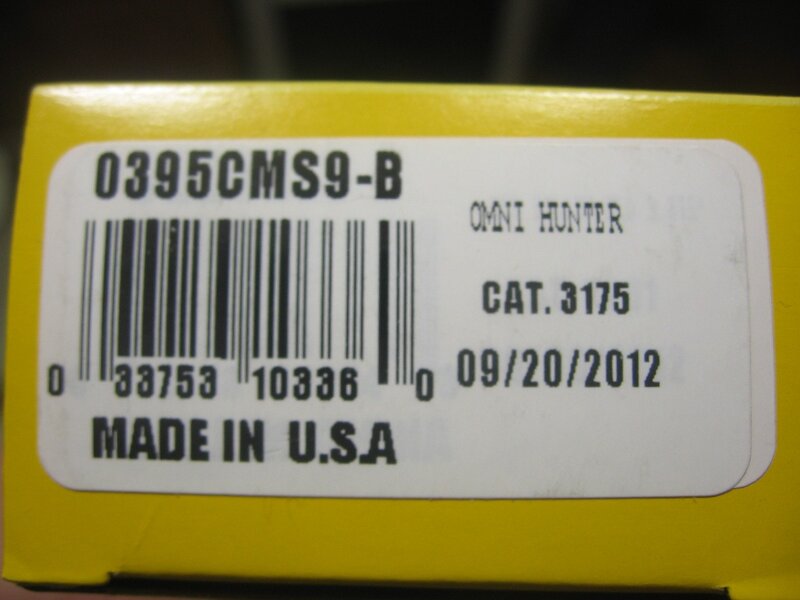 0395CMS9-B
OMNI HUNTER
CAT. 3175
0 33753 10336 0
09/20/2012
MADE IN U.S.A